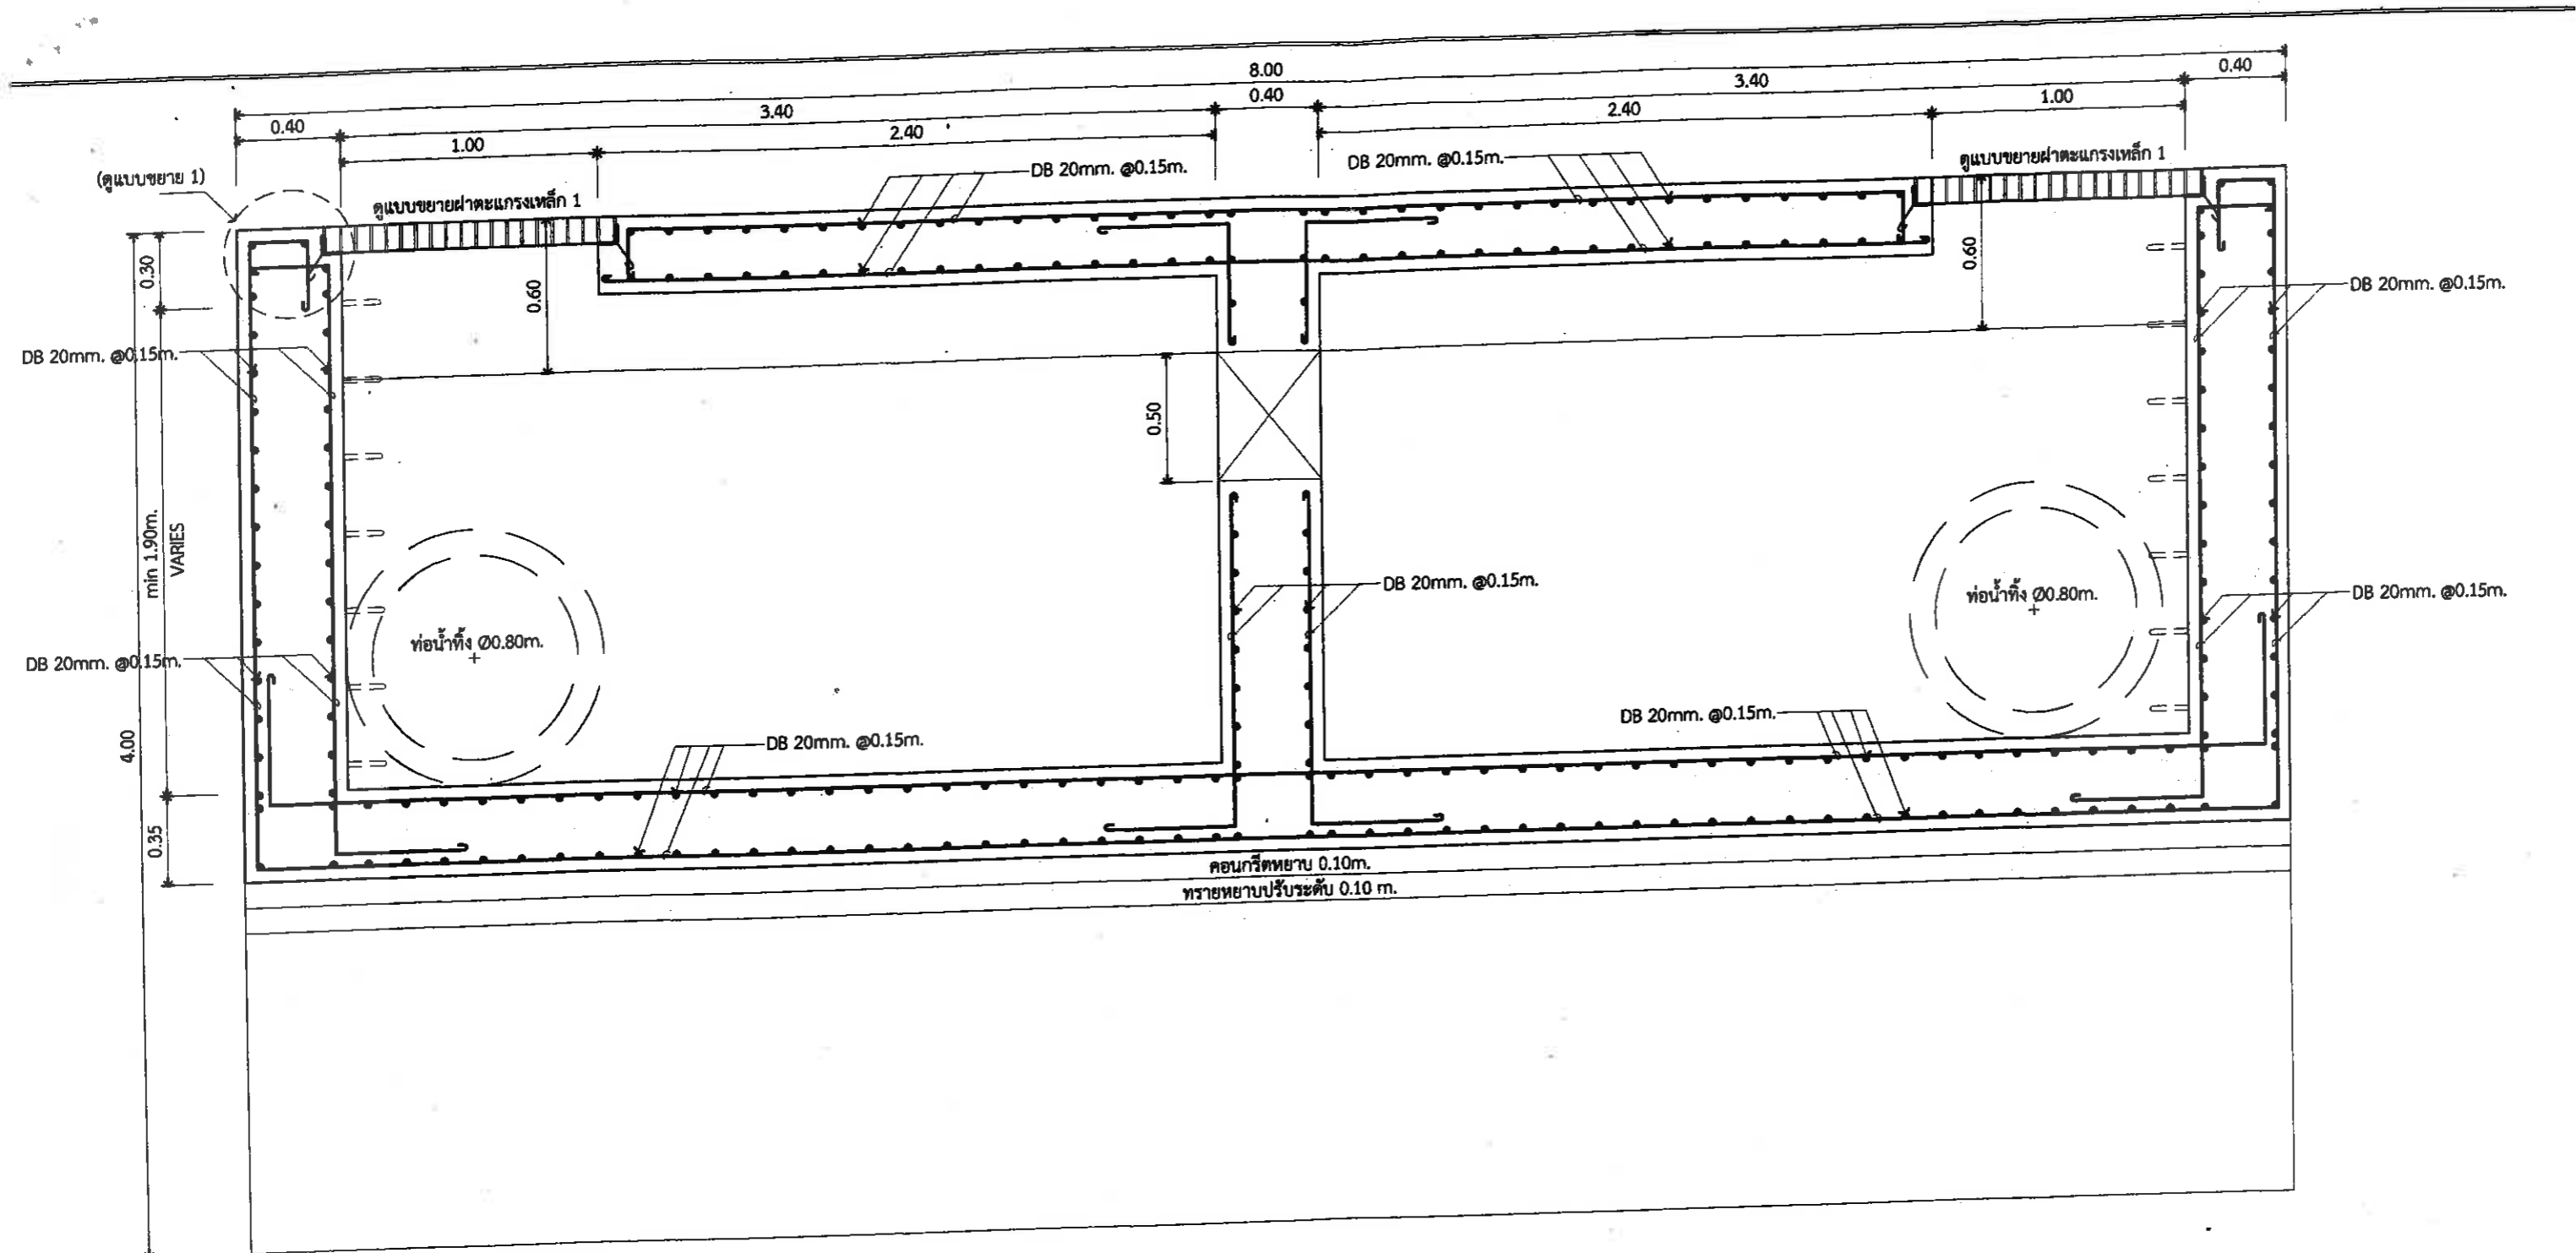 8.00
0.40
3.40
0.40
3.40
0.40
1.00
2.40
2.40
1.00
(ดูแบบขยาย 1)
ดูแบบขยายฝาตะแกรงเหล็ก 1
DB 20mm. @0.15m.
DB 20mm. @0.15m.
ดูแบบขยายฝาตะแกรงเหล็ก 1
0.30
0.60
0.60
DB 20mm. @0.15m.
DB 20mm. @0.15m.
0.50
min 1.90m.
VARIES
DB 20mm. @0.15m.
ท่อน้ำทิ้ง Ø0.80m.
DB 20mm. @0.15m.
ท่อน้ำทิ้ง Ø0.80m.
DB 20mm. @0.15m.
DB 20mm. @0.15m.
DB 20mm. @0.15m.
4.00
0.35
คอนกรีตหยาบ 0.10m.
ทรายหยาบปรับระดับ 0.10 m.